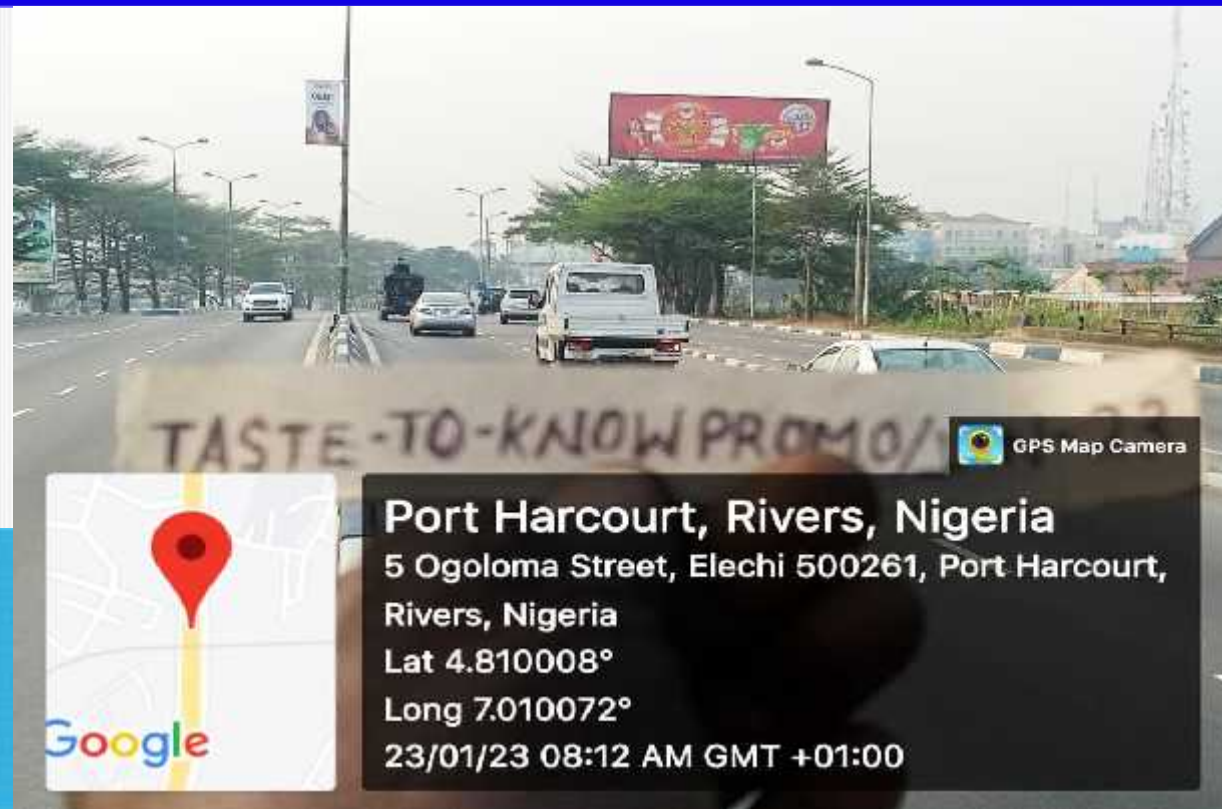 TASTE-TO-KNOW PROMO/
GPS Map Camera
Port Harcourt, Rivers, Nigeria
5 Ogoloma Street, Elechi 500261, Port Harcourt,
Rivers, Nigeria
Lat 4.810008°
Long 7.010072°
23/01/23 08:12 AM GMT +01:00
Google